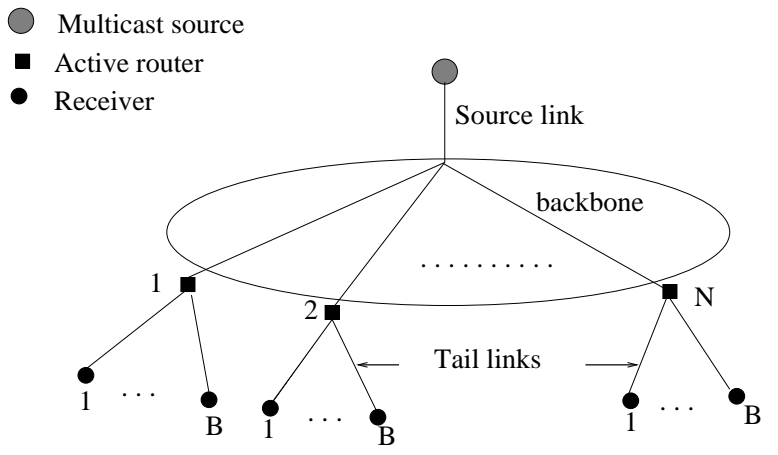 Multicast source
Active router
Receiver
Source link
backbone
. . . . . . . . . .
1
2
N
Tail links
1 . . . B
1 . . . B
1 . . . B